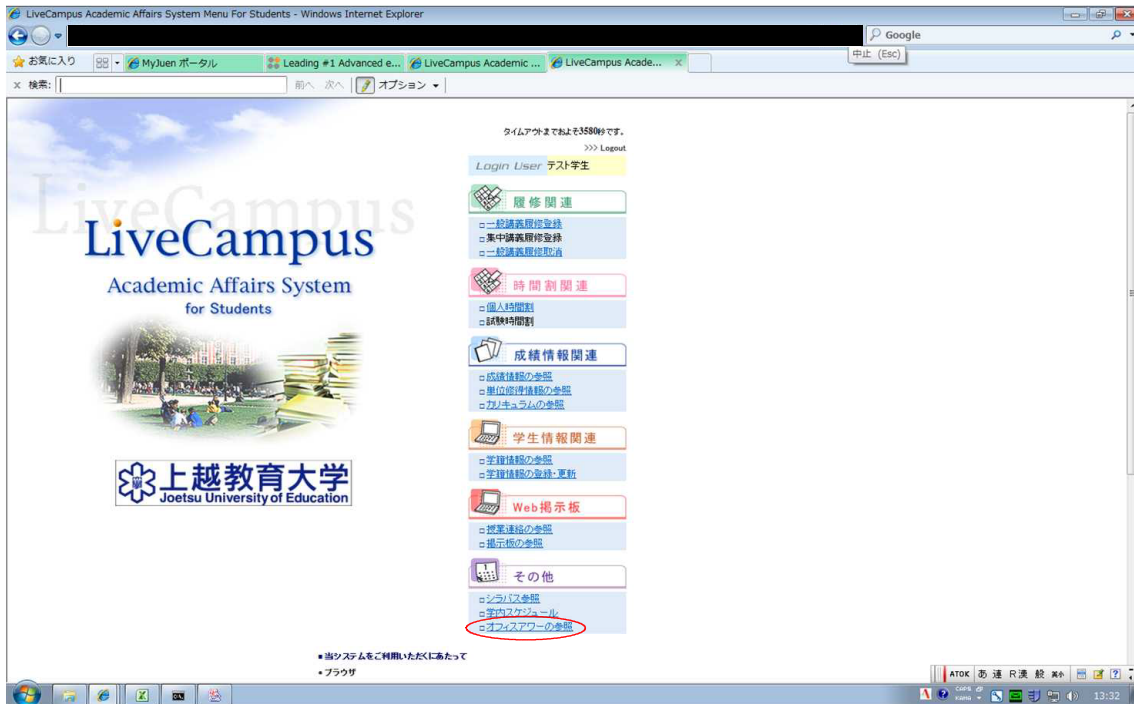 LiveCampus Academic Affairs System Menu For Students - Windows Internet Explorer
Google
お気に入り
MyJuen ポータル
Leading #1 Advanced e...
LiveCampus Academic ...
LiveCampus Acade...
x
中止 (Esc)
x 検索:
前へ 次へ
オプション
タイムアウトまでおよそ3580秒です。
>>> Logout
Login User テスト学生
履修関連
一般講義履修登録
集中講義履修登録
一般講義履修取消
時間割関連
個人時間割
試験時間割
成績情報関連
成績情報の参照
単位修得情報の参照
カリキュラムの参照
学生情報関連
学籍情報の参照
学籍情報の登録・更新
Web掲示板
授業連絡の参照
掲示板の参照
その他
シラバス参照
学内スケジュール
オフィスアワーの参照
LiveCampus
LiveCampus
Academic Affairs System
for Students
上越教育大学
Joetsu University of Education
■当システムをご利用いただくにあたって
・ブラウザ
ATOK あ 連 R漢 般
CAPS
KANA
13:32